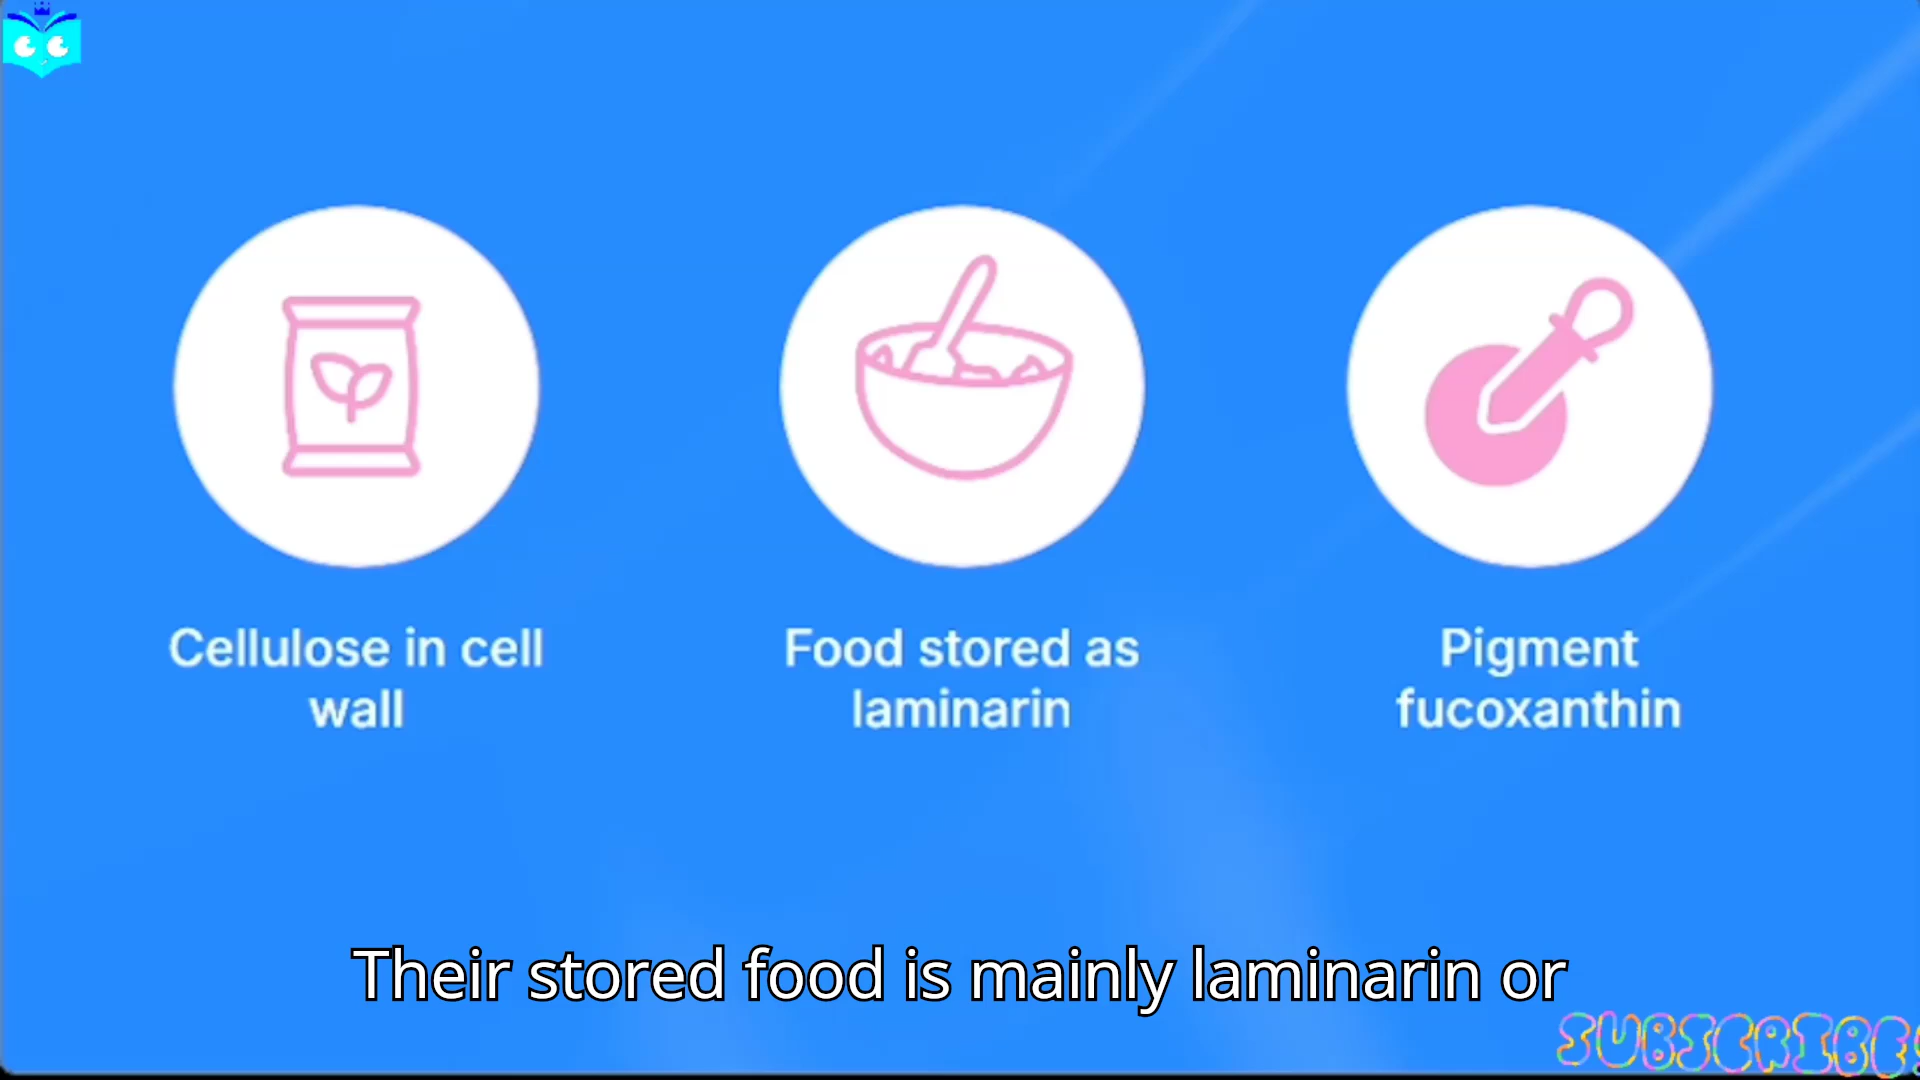 Cellulose in cell
wall
Food stored as
laminarin
Pigment
fucoxanthin
Their stored food is mainly laminarin or
SUBSCRIBE